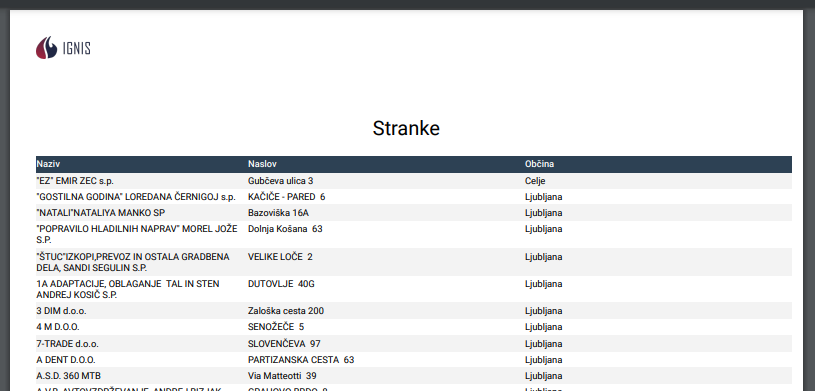 IGNIS
Stranke
Naziv Naslov Občina
"EZ" EMIR ZEC s.p. Gubčeva ulica 3 Celje
"GOSTILNA GODINA" LOREDANA ČERNIGOJ s.p. KAČIČE - PARED 6 Ljubljana
"NATALI"NATALIYA MANKO SP Bazoviška 16A Ljubljana
"POPRAVILO HLADILNIH NAPRAV" MOREL JOŽE Dolnja Košana 63 Ljubljana
S.P.
"ŠTUC"IZKOPI,PREVOZ IN OSTALA GRADBENA VELIKE LOČE 2 Ljubljana
DELA, SANDI SEGULIN S.P.
1A ADAPTACIJE, OBLAGANJE TAL IN STEN DUTOVLJE 40G Ljubljana
ANDREJ KOSIČ S.P.
3 DIM d.o.o. Zaloška cesta 200 Ljubljana
4 M D.O.O. SENOŽEČE 5 Ljubljana
7-TRADE d.o.o. SLOVENČEVA 97 Ljubljana
A DENT D.O.O. PARTIZANSKA CESTA 63 Ljubljana
A.S.D. 360 MTB Via Matteotti 39 Ljubljana